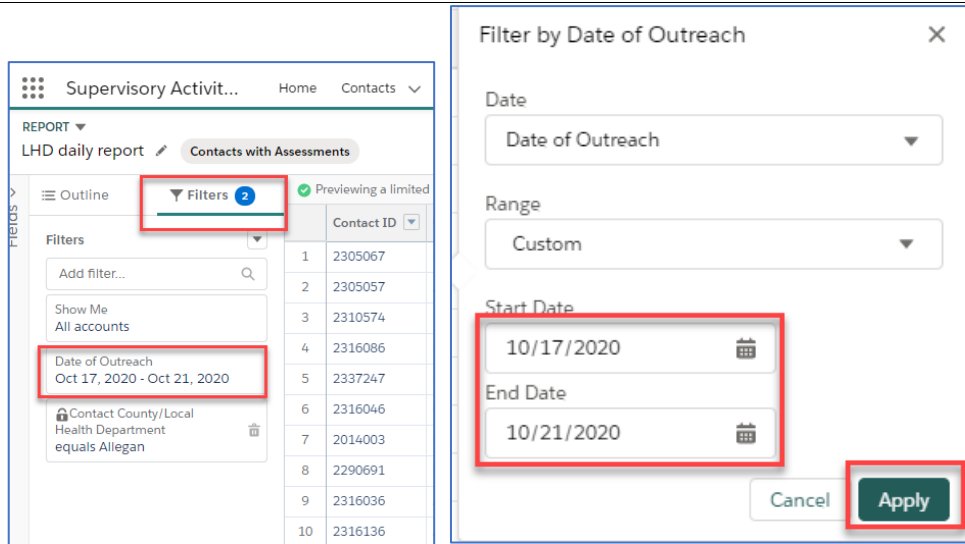 Supervisory Activit...
Home
Contacts
REPORT
LHD daily report
Contacts with Assessments
Fields
Outline
Filters 2
Previewing a limited
Filters
Add filter...
Show Me
All accounts
Date of Outreach
Oct 17, 2020 - Oct 21, 2020
Contact County/Local
Health Department
equals Allegan
Contact ID
1 2305067
2 2305057
3 2310574
4 2316086
5 2337247
6 2316046
7 2014003
8 2290691
9 2316036
10 2316136
Filter by Date of Outreach
Date
Date of Outreach
Range
Custom
Start Date
10/17/2020
End Date
10/21/2020
Cancel
Apply